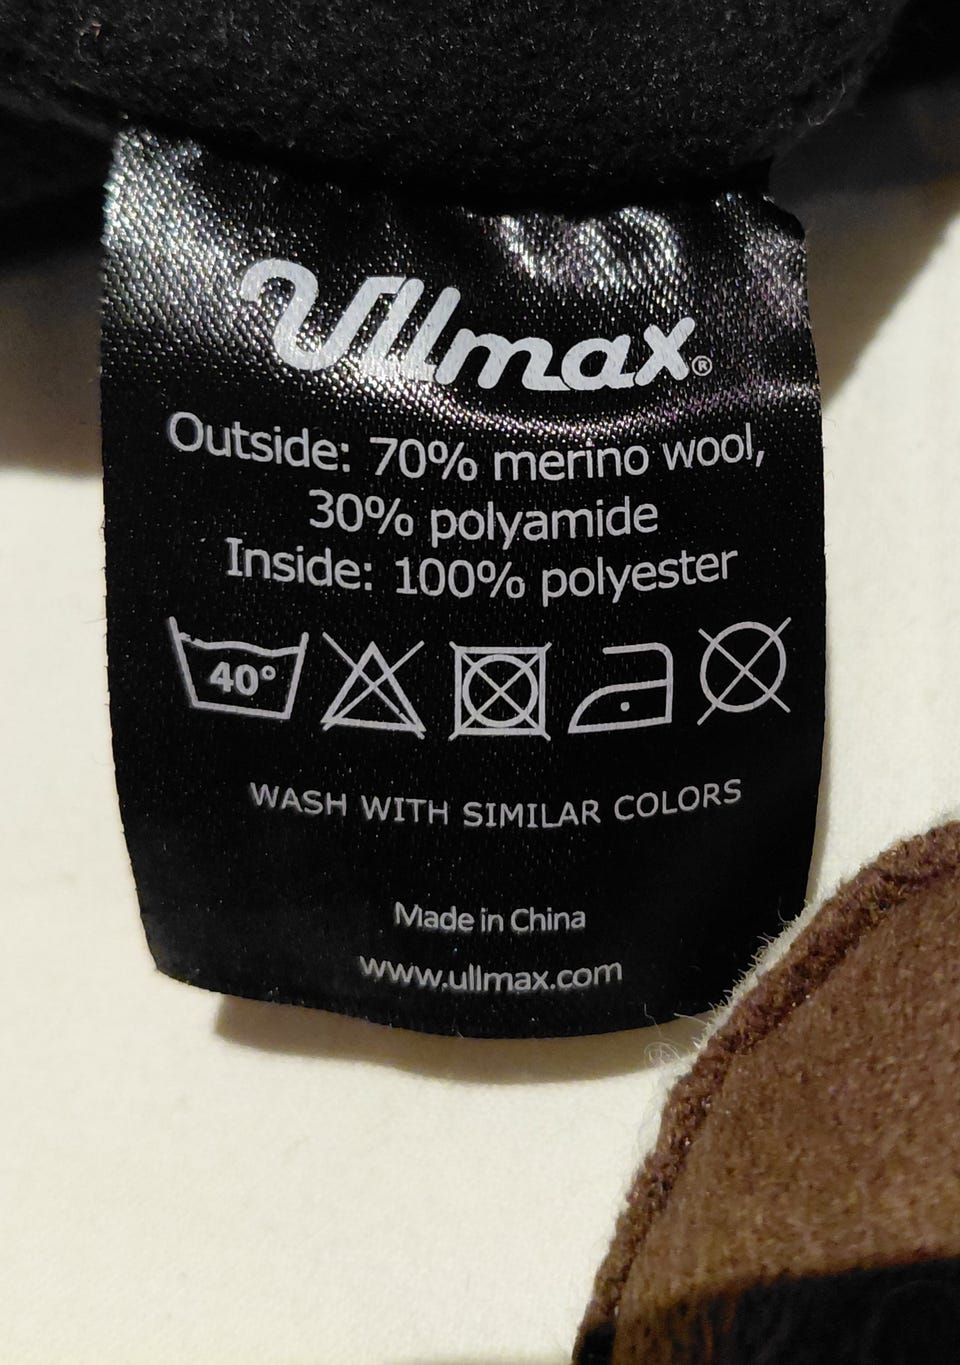 Ullmax®
Outside: 70% merino wool,
30% polyamide
Inside: 100% polyester
40°
WASH WITH SIMILAR COLORS
Made in China
www.ullmax.com